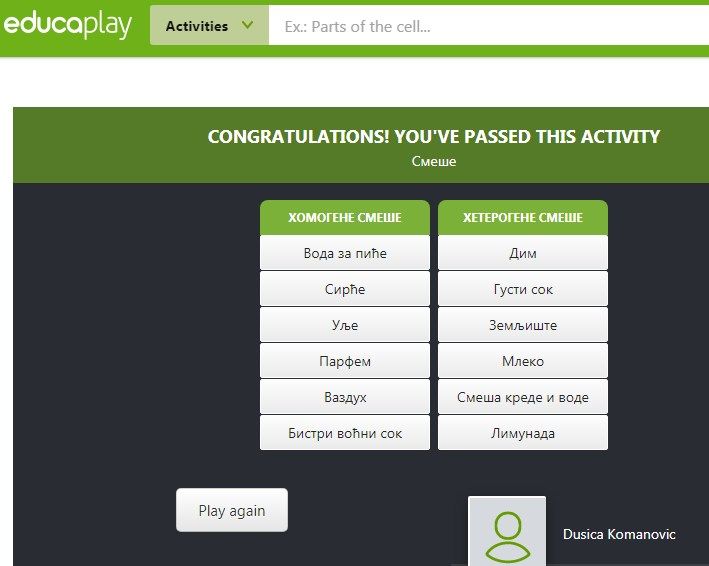 educaplay
Activities
Ex.: Parts of the cell...
CONGRATULATIONS! YOU'VE PASSED THIS ACTIVITY
Смеше
ХОМОГЕНЕ СМЕШЕ
ХЕТЕРОГЕНЕ СМЕШЕ
Вода за пиће
Дим
Сирће
Густи сок
Уље
Земљиште
Парфем
Млеко
Ваздух
Смеша креде и воде
Бистри воћни сок
Лимунада
Play again
Dusica Komanovic